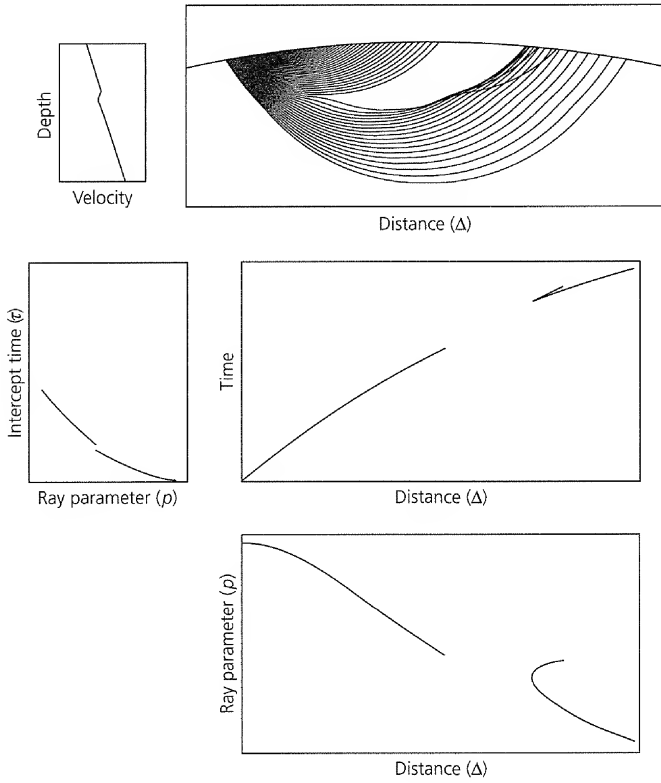 Depth
Velocity
Distance (Δ)
Intercept time (τ)
Ray parameter (p)
Time
Distance (Δ)
Ray parameter (p)
Distance (Δ)